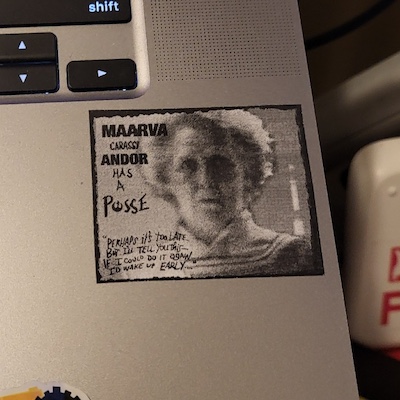 shift
MAARVA
CARASSY
ANDOR
HAS
A
POSSE
"PERHAPS it's too LATE
BUT I'LL TELL YOU THIS...
IF I COULD DO IT AGAIN,
I'D WAKE UP EARLY...
F